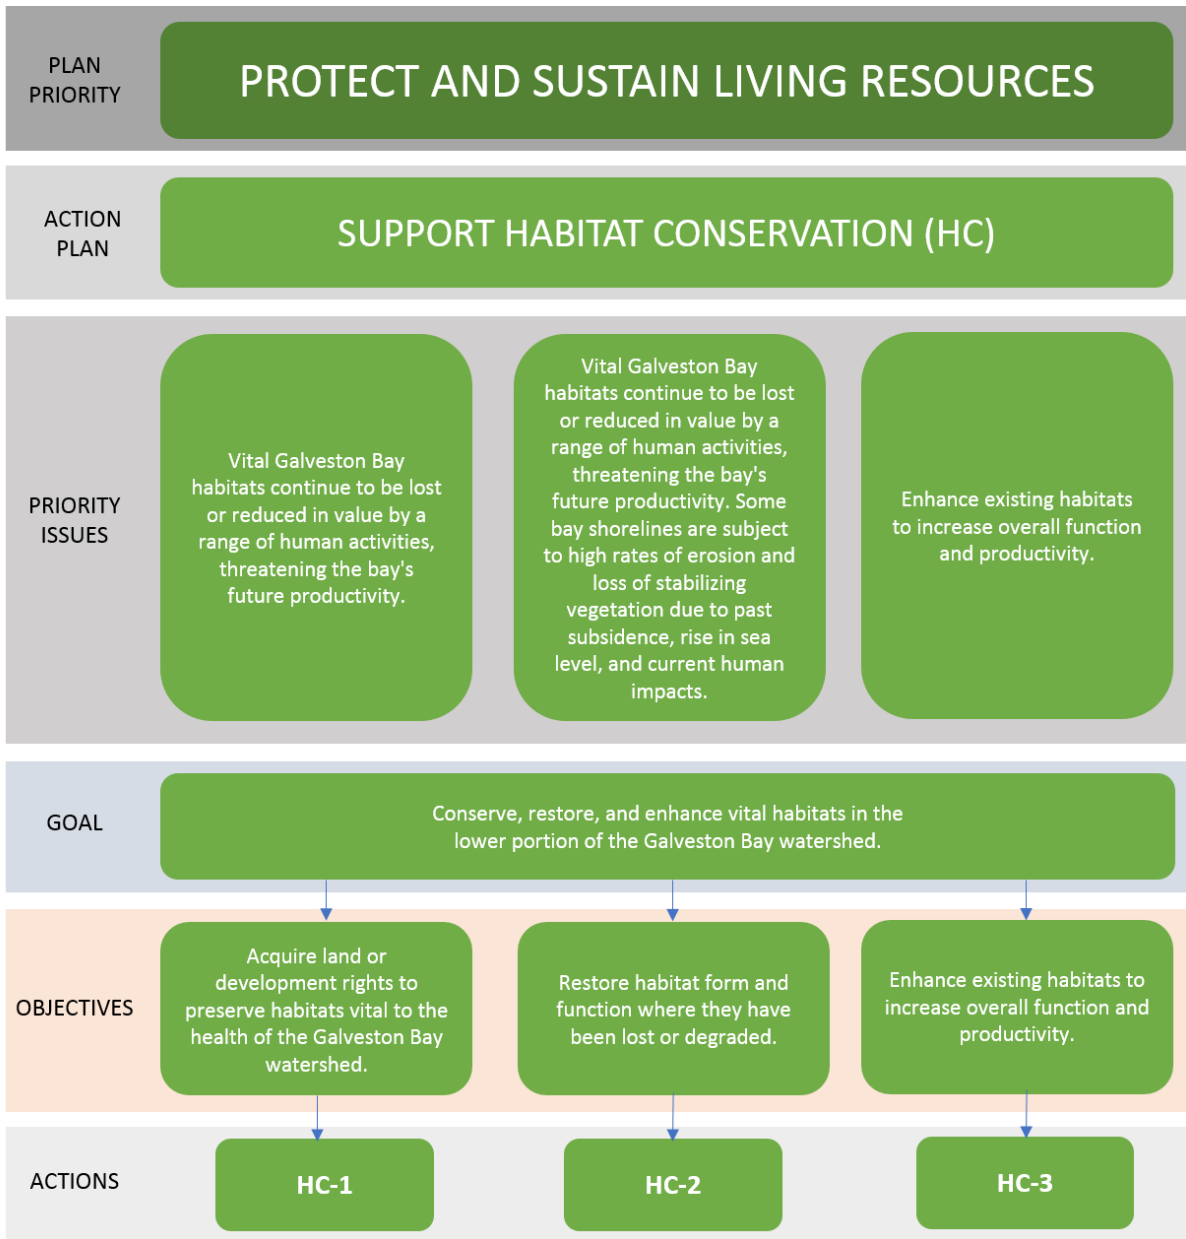 PLAN
PRIORITY
PROTECT AND SUSTAIN LIVING RESOURCES
ACTION
PLAN
SUPPORT HABITAT CONSERVATION (HC)
PRIORITY
ISSUES
Vital Galveston Bay
habitats continue to be lost
or reduced in value by a
range of human activities,
threatening the bay's
future productivity.
Vital Galveston Bay
habitats continue to be lost
or reduced in value by a
range of human activities,
threatening the bay's
future productivity. Some
bay shorelines are subject
to high rates of erosion and
loss of stabilizing
vegetation due to past
subsidence, rise in sea
level, and current human
impacts.
Enhance existing habitats
to increase overall function
and productivity.
GOAL
Conserve, restore, and enhance vital habitats in the
lower portion of the Galveston Bay watershed.
OBJECTIVES
Acquire land or
development rights to
preserve habitats vital to the
health of the Galveston Bay
watershed.
Restore habitat form and
function where they have
been lost or degraded.
Enhance existing habitats to
increase overall function and
productivity.
ACTIONS
HC-1
HC-2
HC-3